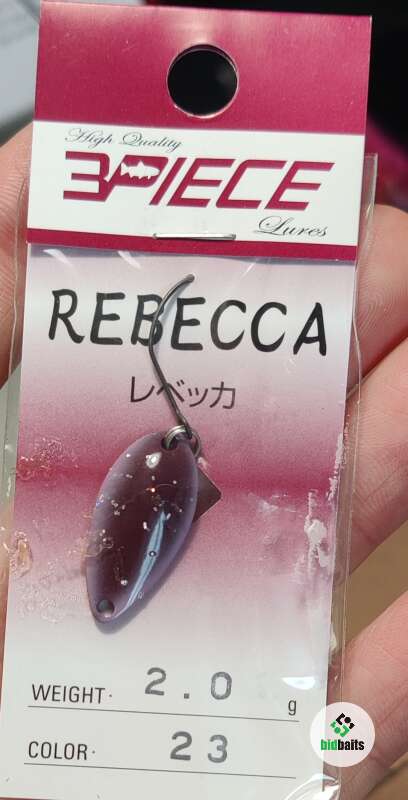 High Quality
3PIECE
Lures
REBECCA
レベッカ
WEIGHT· 2.0 g
COLOR· 23
bidbaits